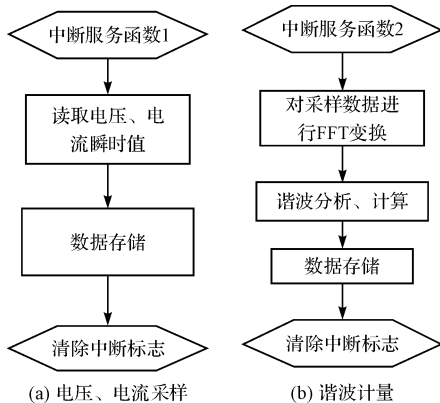 中断服务函数1
读取电压、电
流瞬时值
数据存储
清除中断标志
(a) 电压、电流采样
中断服务函数2
对采样数据进
行FFT变换
谐波分析、计算
数据存储
清除中断标志
(b) 谐波计量